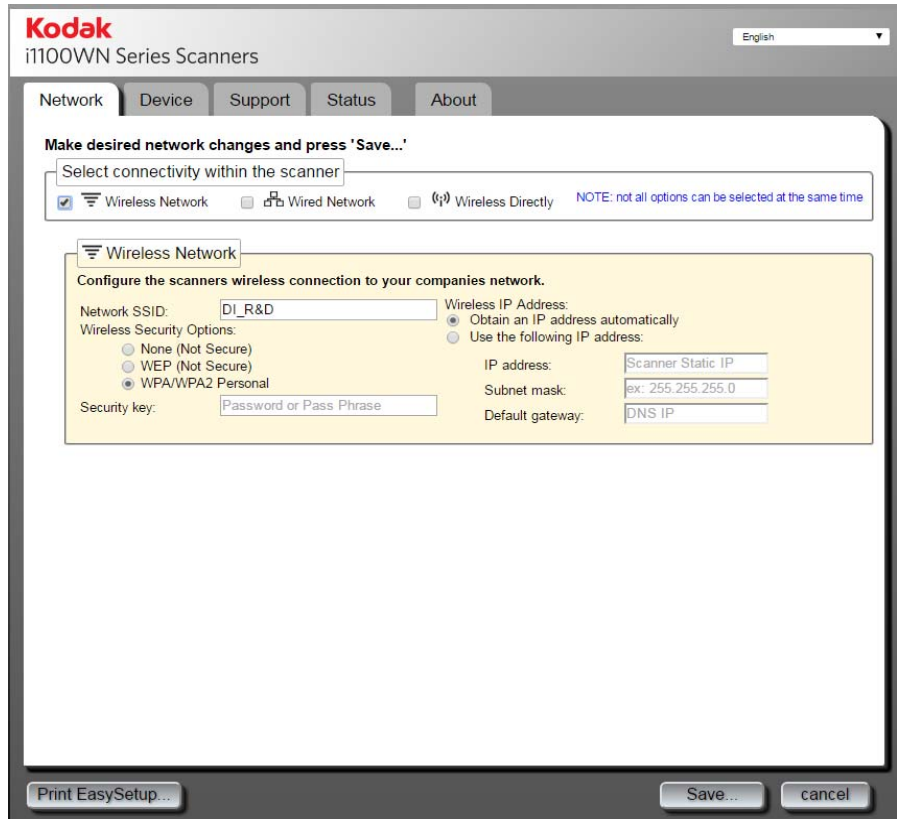 Kodak
i1100WN Series Scanners
English
Network Device Support Status About
Make desired network changes and press 'Save...'
Select connectivity within the scanner
Wireless Network Wired Network Wireless Directly NOTE: not all options can be selected at the same time
Wireless Network
Configure the scanners wireless connection to your companies network.
Network SSID: DI_R&D
Wireless Security Options:
None (Not Secure)
WEP (Not Secure)
WPA/WPA2 Personal
Security key: Password or Pass Phrase
Wireless IP Address:
Obtain an IP address automatically
Use the following IP address:
IP address: Scanner Static IP
Subnet mask: ex: 255.255.255.0
Default gateway: DNS IP
Print EasySetup... Save... cancel